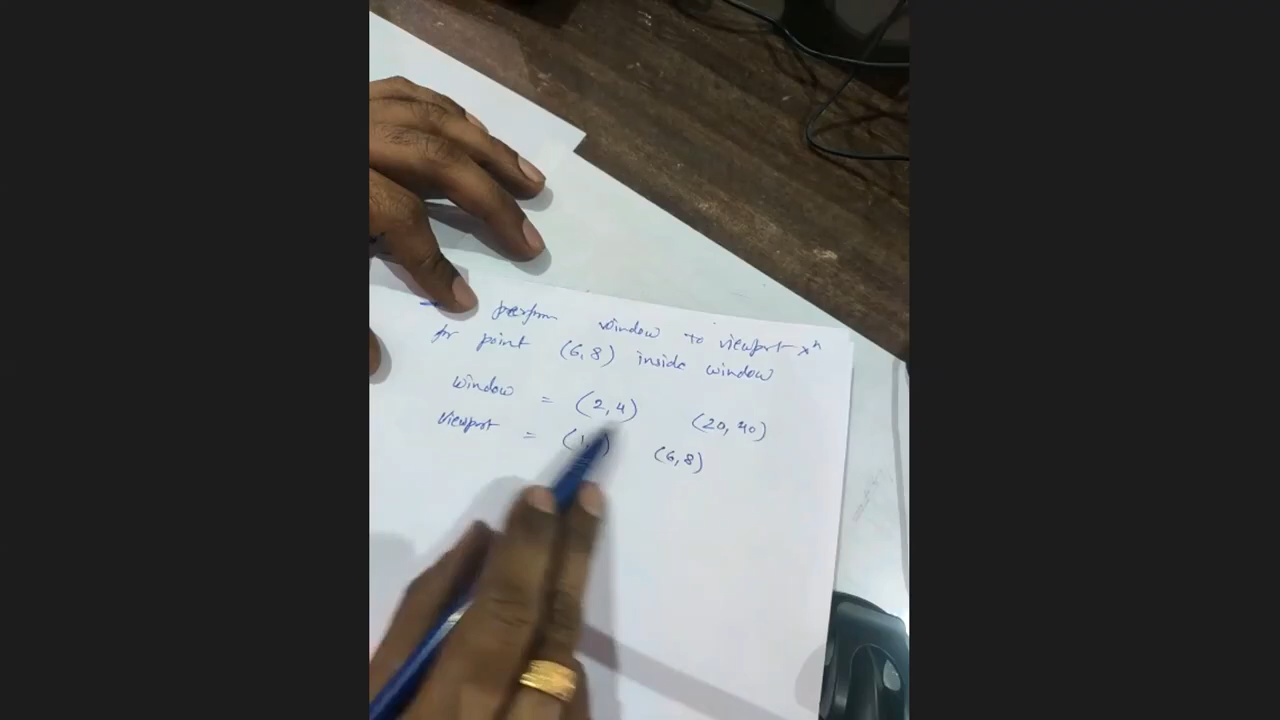 perform window to viewport xⁿ
for point (6,8) inside window
window = (2,4) (20,40)
viewport = (1, ) (6,8)